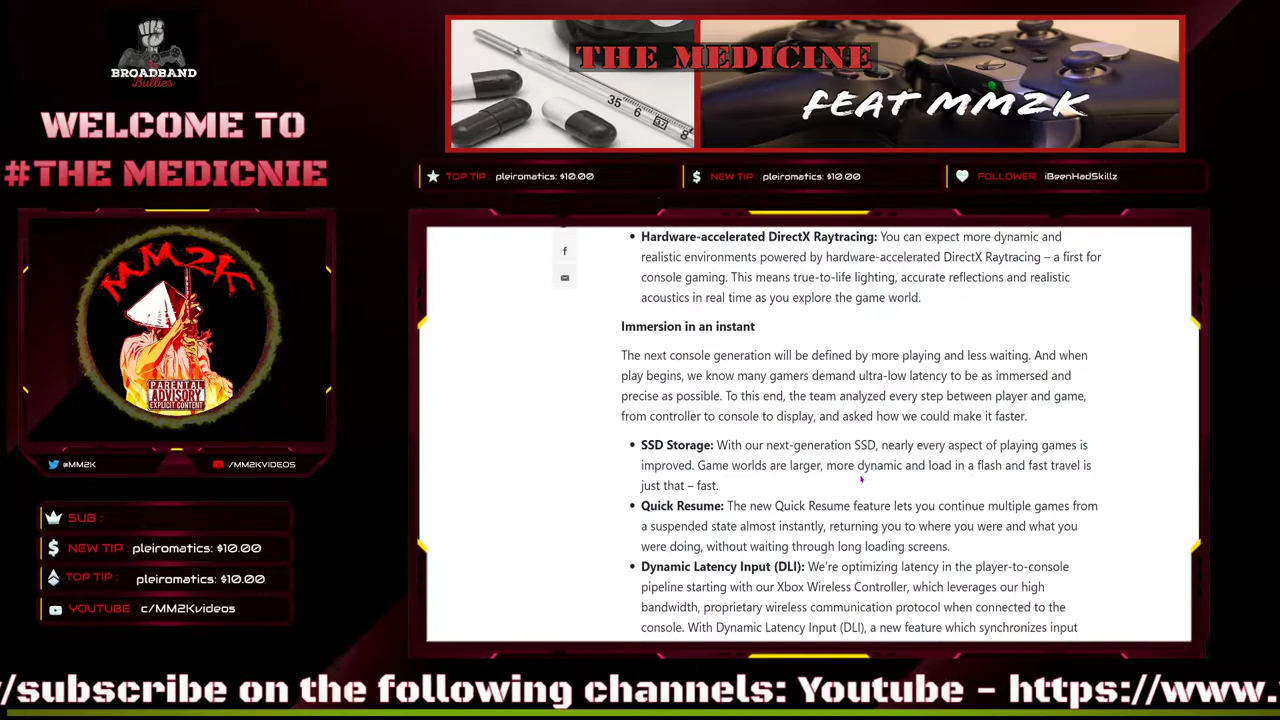 BROADBAND
Bullies
WELCOME TO
#THE MEDICNIE
THE MEDICINE
FEAT MM2K
35 6 37 8
TOP TIP pleiromatics: $10.00
NEW TIP pleiromatics: $10.00
FOLLOWER iBeenHadSkillz
MM2K
PARENTAL
ADVISORY
EXPLICIT CONTENT
@MM2K
/MM2KVIDEOS
SUB :
NEW TIP : pleiromatics: $10.00
TOP TIP : pleiromatics: $10.00
YOUTUBE c/MM2Kvideos
• Hardware-accelerated DirectX Raytracing: You can expect more dynamic and
realistic environments powered by hardware-accelerated DirectX Raytracing – a first for
console gaming. This means true-to-life lighting, accurate reflections and realistic
acoustics in real time as you explore the game world.
Immersion in an instant
The next console generation will be defined by more playing and less waiting. And when
play begins, we know many gamers demand ultra-low latency to be as immersed and
precise as possible. To this end, the team analyzed every step between player and game,
from controller to console to display, and asked how we could make it faster.
• SSD Storage: With our next-generation SSD, nearly every aspect of playing games is
improved. Game worlds are larger, more dynamic and load in a flash and fast travel is
just that – fast.
• Quick Resume: The new Quick Resume feature lets you continue multiple games from
a suspended state almost instantly, returning you to where you were and what you
were doing, without waiting through long loading screens.
• Dynamic Latency Input (DLI): We're optimizing latency in the player-to-console
pipeline starting with our Xbox Wireless Controller, which leverages our high
bandwidth, proprietary wireless communication protocol when connected to the
console. With Dynamic Latency Input (DLI), a new feature which synchronizes input
/subscribe on the following channels: Youtube - https://www.